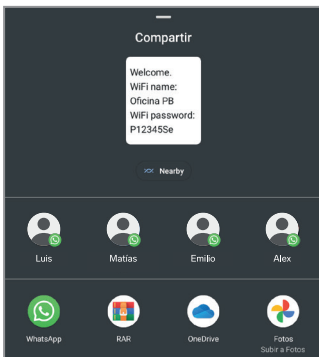 Compartir
Welcome.
WiFi name:
Oficina PB
WiFi password:
P12345Se
Nearby
Luis Matías Emilio Alex
WhatsApp RAR OneDrive Fotos
Subir a Fotos